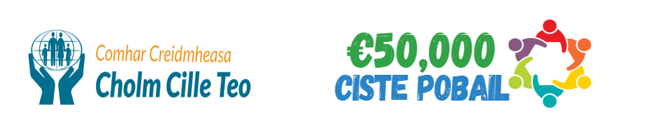 Comhar Creidmheasa
Cholm Cille Teo
€50,000
CISTE POBAIL